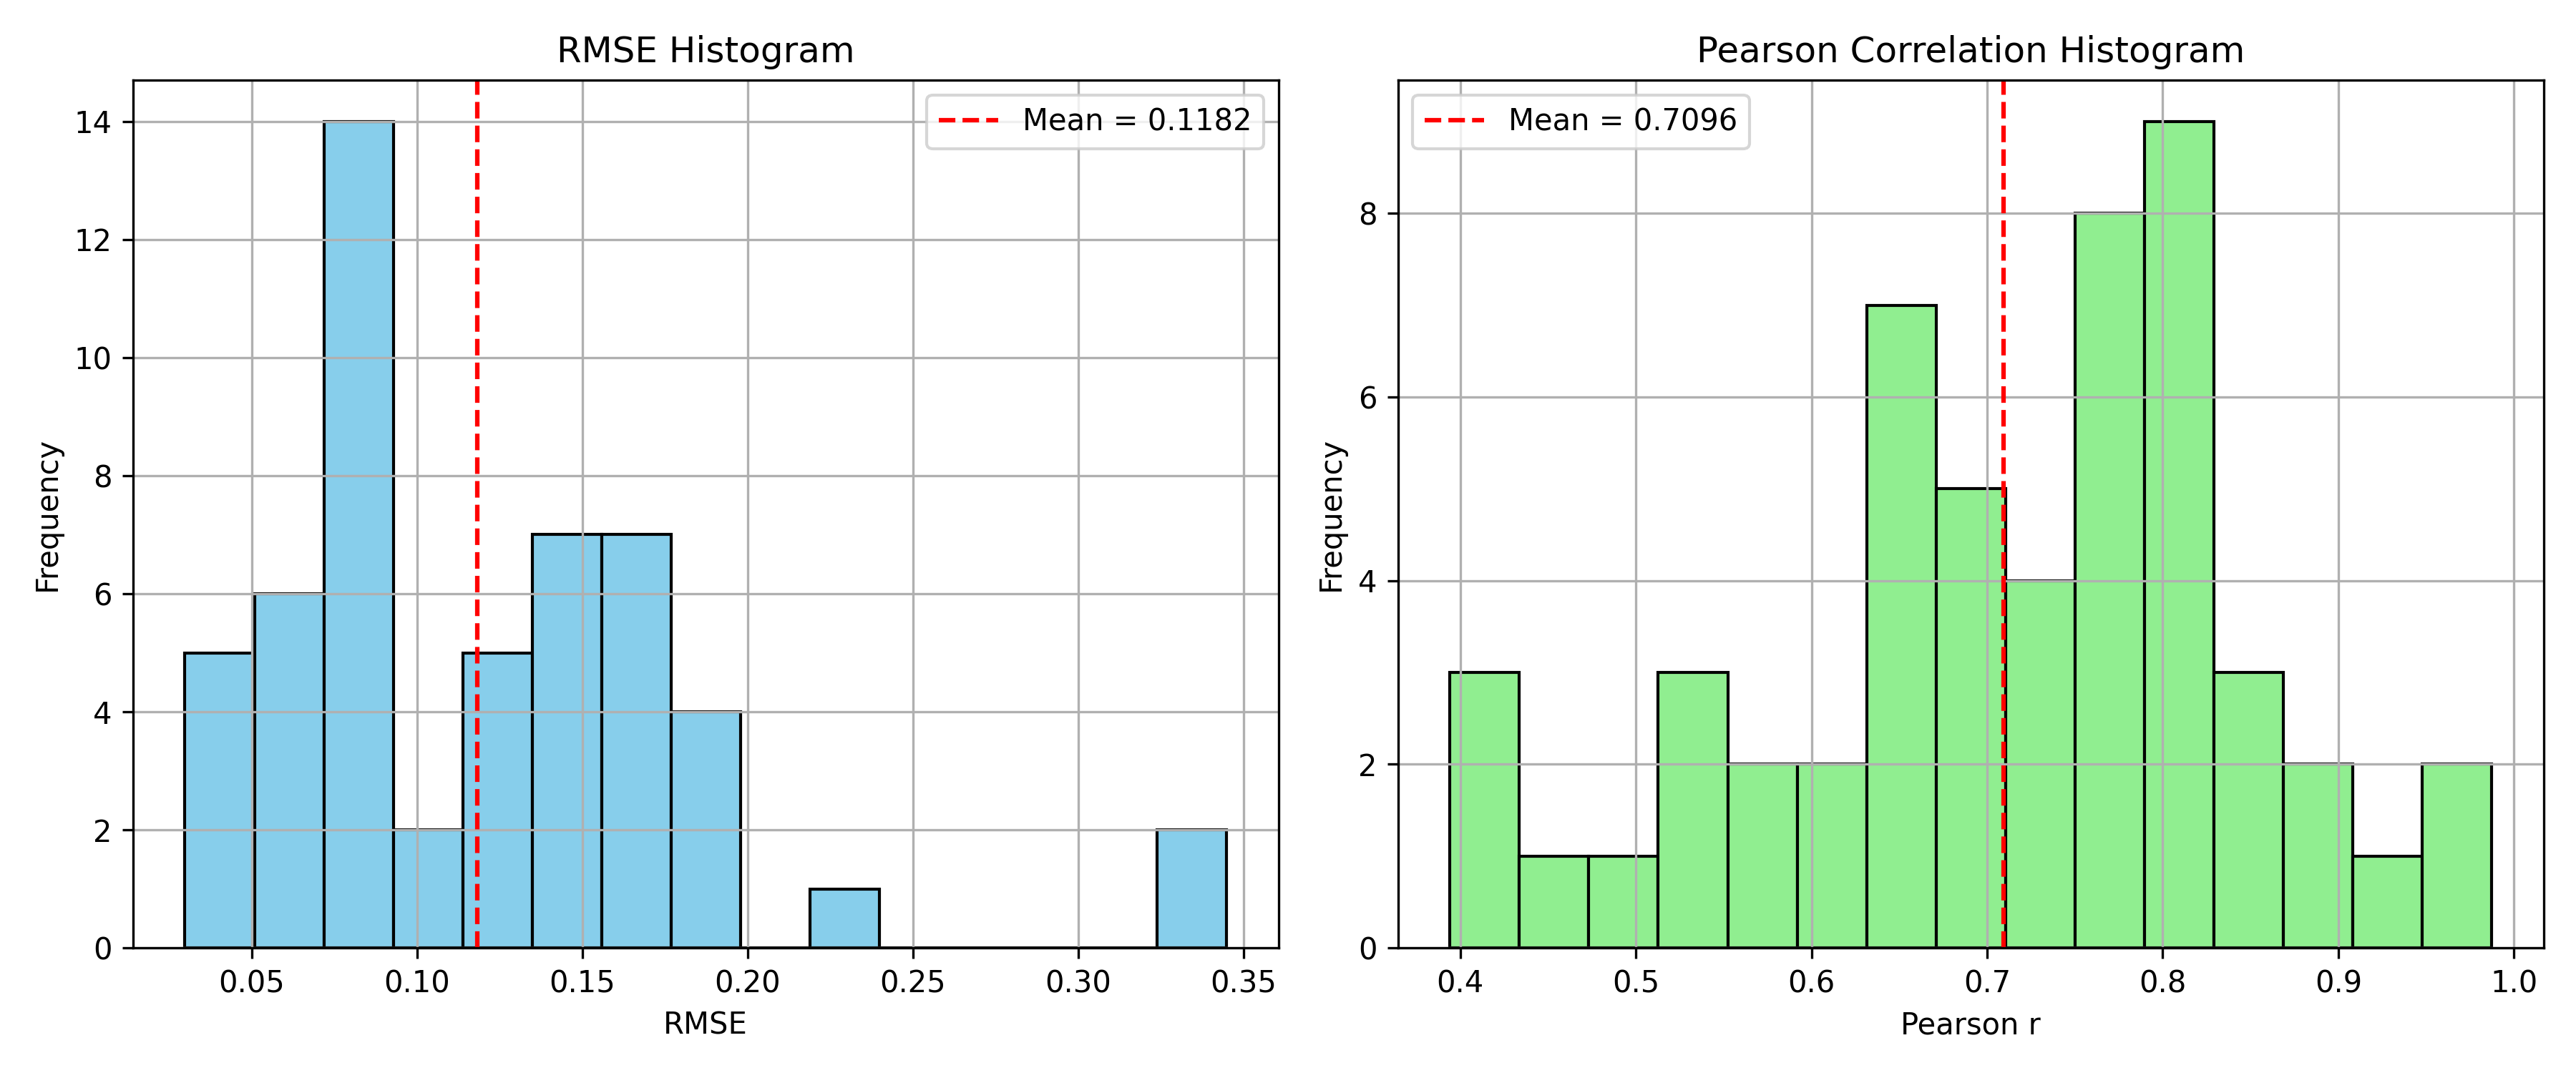 RMSE Histogram
Mean = 0.1182
14
12
10
8
6
4
2
0
Frequency
0.05 0.10 0.15 0.20 0.25 0.30 0.35
RMSE
Pearson Correlation Histogram
Mean = 0.7096
8
6
4
2
0
Frequency
0.4 0.5 0.6 0.7 0.8 0.9 1.0
Pearson r